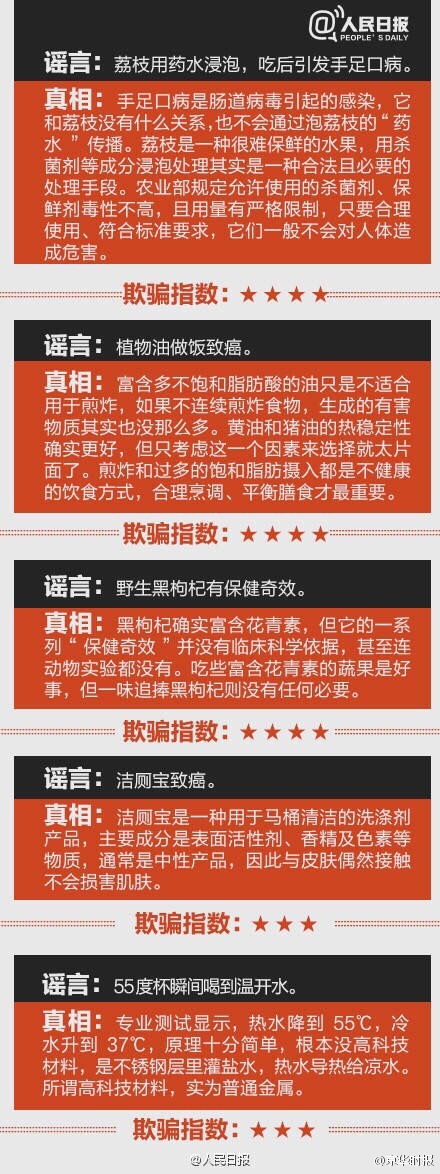 @人民日报
PEOPLE'S DAILY
谣言：荔枝用药水浸泡，吃后引发手足口病。
真相：手足口病是肠道病毒引起的感染，它
和荔枝没有什么关系，也不会通过泡荔枝的“药
水”传播。荔枝是一种很难保鲜的水果，用杀
菌剂等成分浸泡处理其实是一种合法且必要的
处理手段。农业部规定允许使用的杀菌剂、保
鲜剂毒性不高，且用量有严格限制，只要合理
使用、符合标准要求，它们一般不会对人体造
成危害。
欺骗指数：★★★★
谣言：植物油做饭致癌。
真相：富含多不饱和脂肪酸的油只是不适合
用于煎炸，如果不连续煎炸食物，生成的有害
物质其实也没那么多。黄油和猪油的热稳定性
确实更好，但只考虑这一个因素来选择就太片
面了。煎炸和过多的饱和脂肪摄入都是不健康
的饮食方式，合理烹调、平衡膳食才最重要。
欺骗指数：★★★★
谣言：野生黑枸杞有保健奇效。
真相：黑枸杞确实富含花青素，但它的一系
列“保健奇效”并没有临床科学依据，甚至连
动物实验都没有。吃些富含花青素的蔬果是好
事，但一味追捧黑枸杞则没有任何必要。
欺骗指数：★★★★
谣言：洁厕宝致癌。
真相：洁厕宝是一种用于马桶清洁的洗涤剂
产品，主要成分是表面活性剂、香精及色素等
物质，通常是中性产品，因此与皮肤偶然接触
不会损害肌肤。
欺骗指数：★★★
谣言：55度杯瞬间喝到温开水。
真相：专业测试显示，热水降到 55℃，冷
水升到 37℃，原理十分简单，根本没高科技
材料，是不锈钢层里灌盐水，热水导热给凉水。
所谓高科技材料，实为普通金属。
欺骗指数：★★★
@人民日报